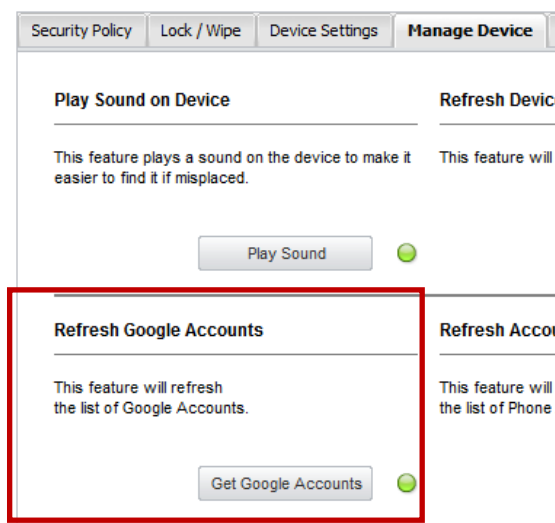 Security Policy Lock / Wipe Device Settings Manage Device
Play Sound on Device
This feature plays a sound on the device to make it
easier to find it if misplaced.
Play Sound
Refresh
This feature will
Refresh Google Accounts
This feature will refresh
the list of Google Accounts.
Get Google Accounts
Refresh
This feature will
the list of Phone